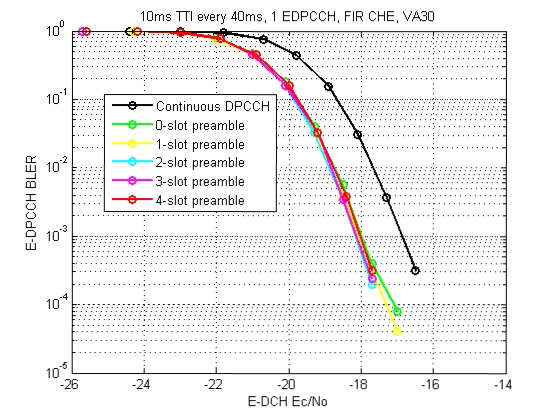 10ms TTI every 40ms, 1 EDPCCH, FIR CHE, VA30
10^0
10^-1
10^-2
10^-3
10^-4
10^-5
E-DPCCH BLER
Continuous DPCCH
0-slot preamble
1-slot preamble
2-slot preamble
3-slot preamble
4-slot preamble
-26 -24 -22 -20 -18 -16 -14
E-DCH Ec/No